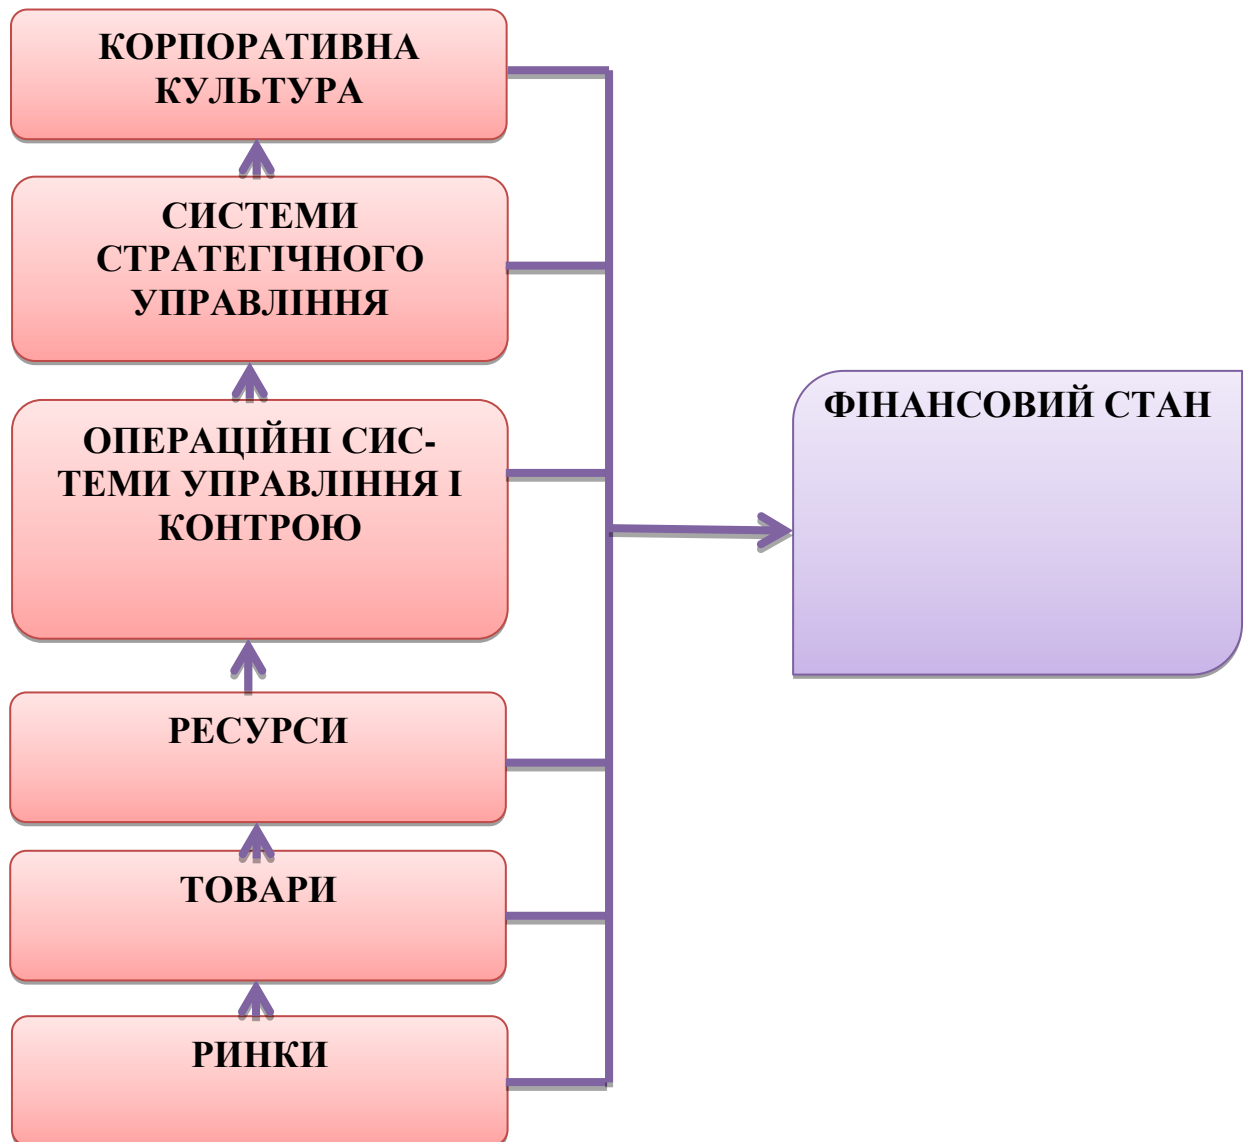 КОРПОРАТИВНА
КУЛЬТУРА
СИСТЕМИ
СТРАТЕГІЧНОГО
УПРАВЛІННЯ
ОПЕРАЦІЙНІ СИС-
ТЕМИ УПРАВЛІННЯ І
КОНТРОЮ
ФІНАНСОВИЙ СТАН
РЕСУРСИ
ТОВАРИ
РИНКИ